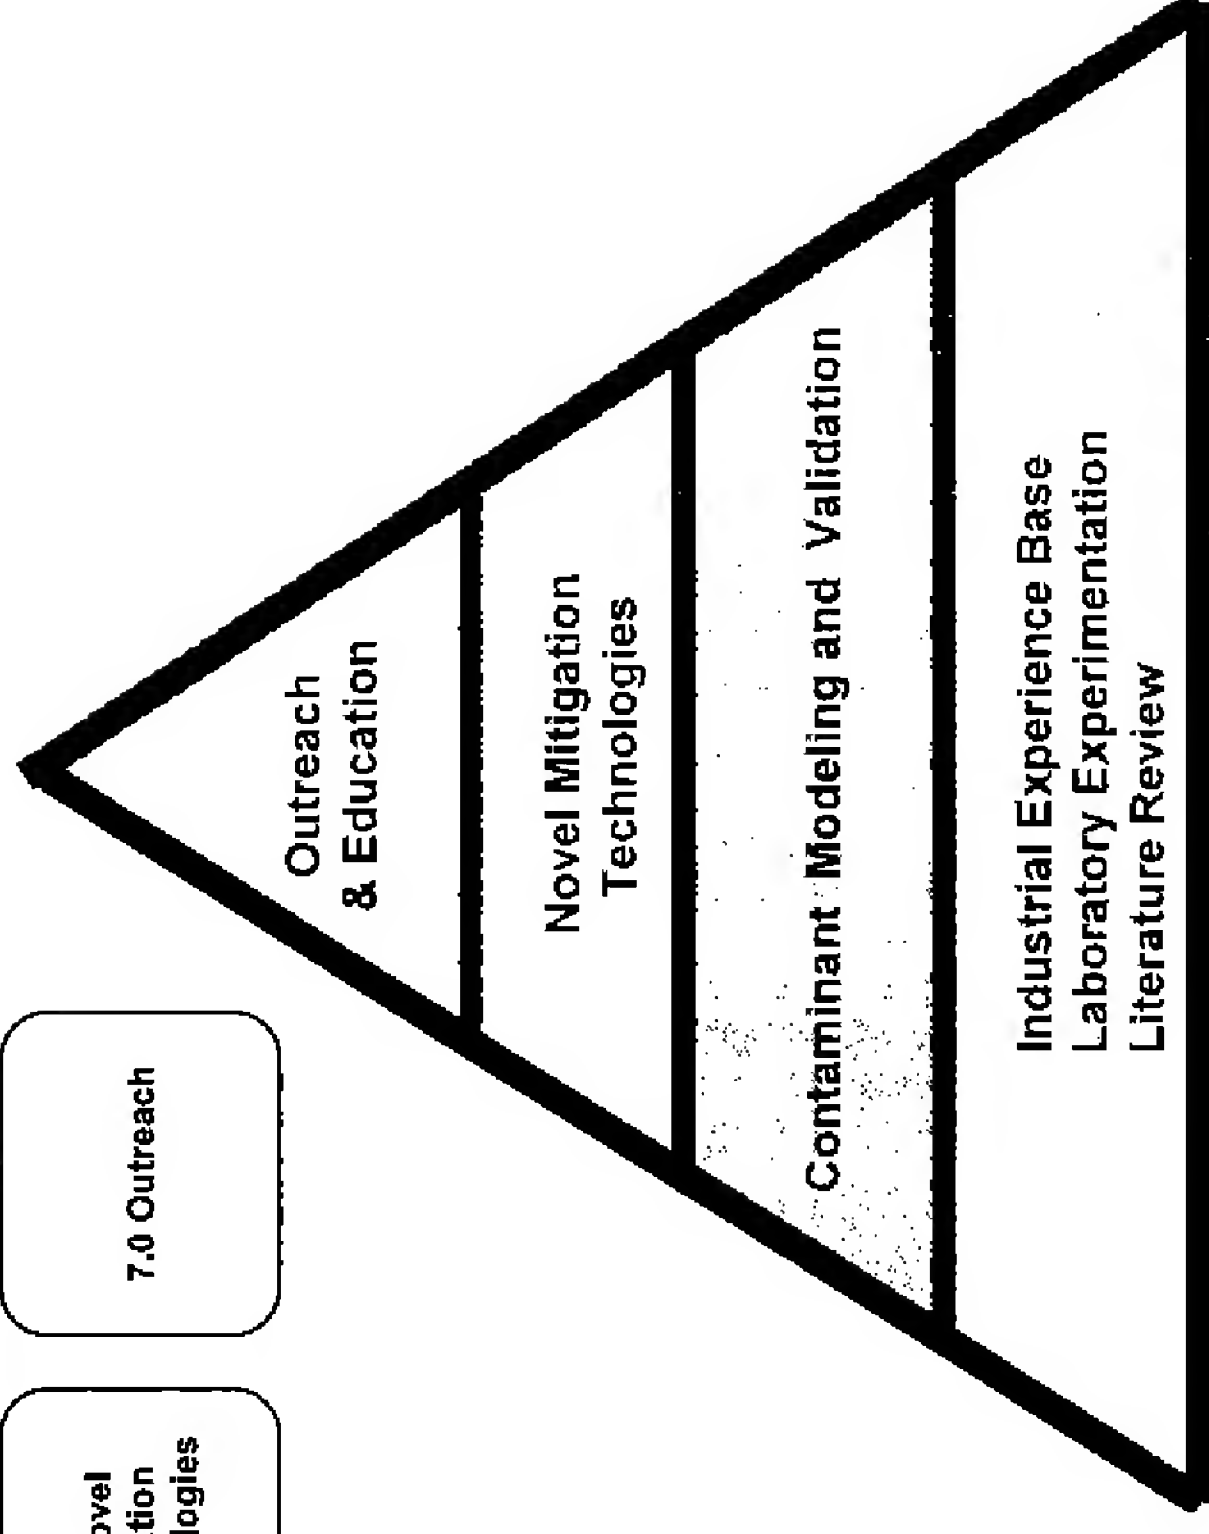 Outreach
& Education
Novel Mitigation
Technologies
Contaminant Modeling and Validation
Industrial Experience Base
Laboratory Experimentation
Literature Review
7.0 Outreach